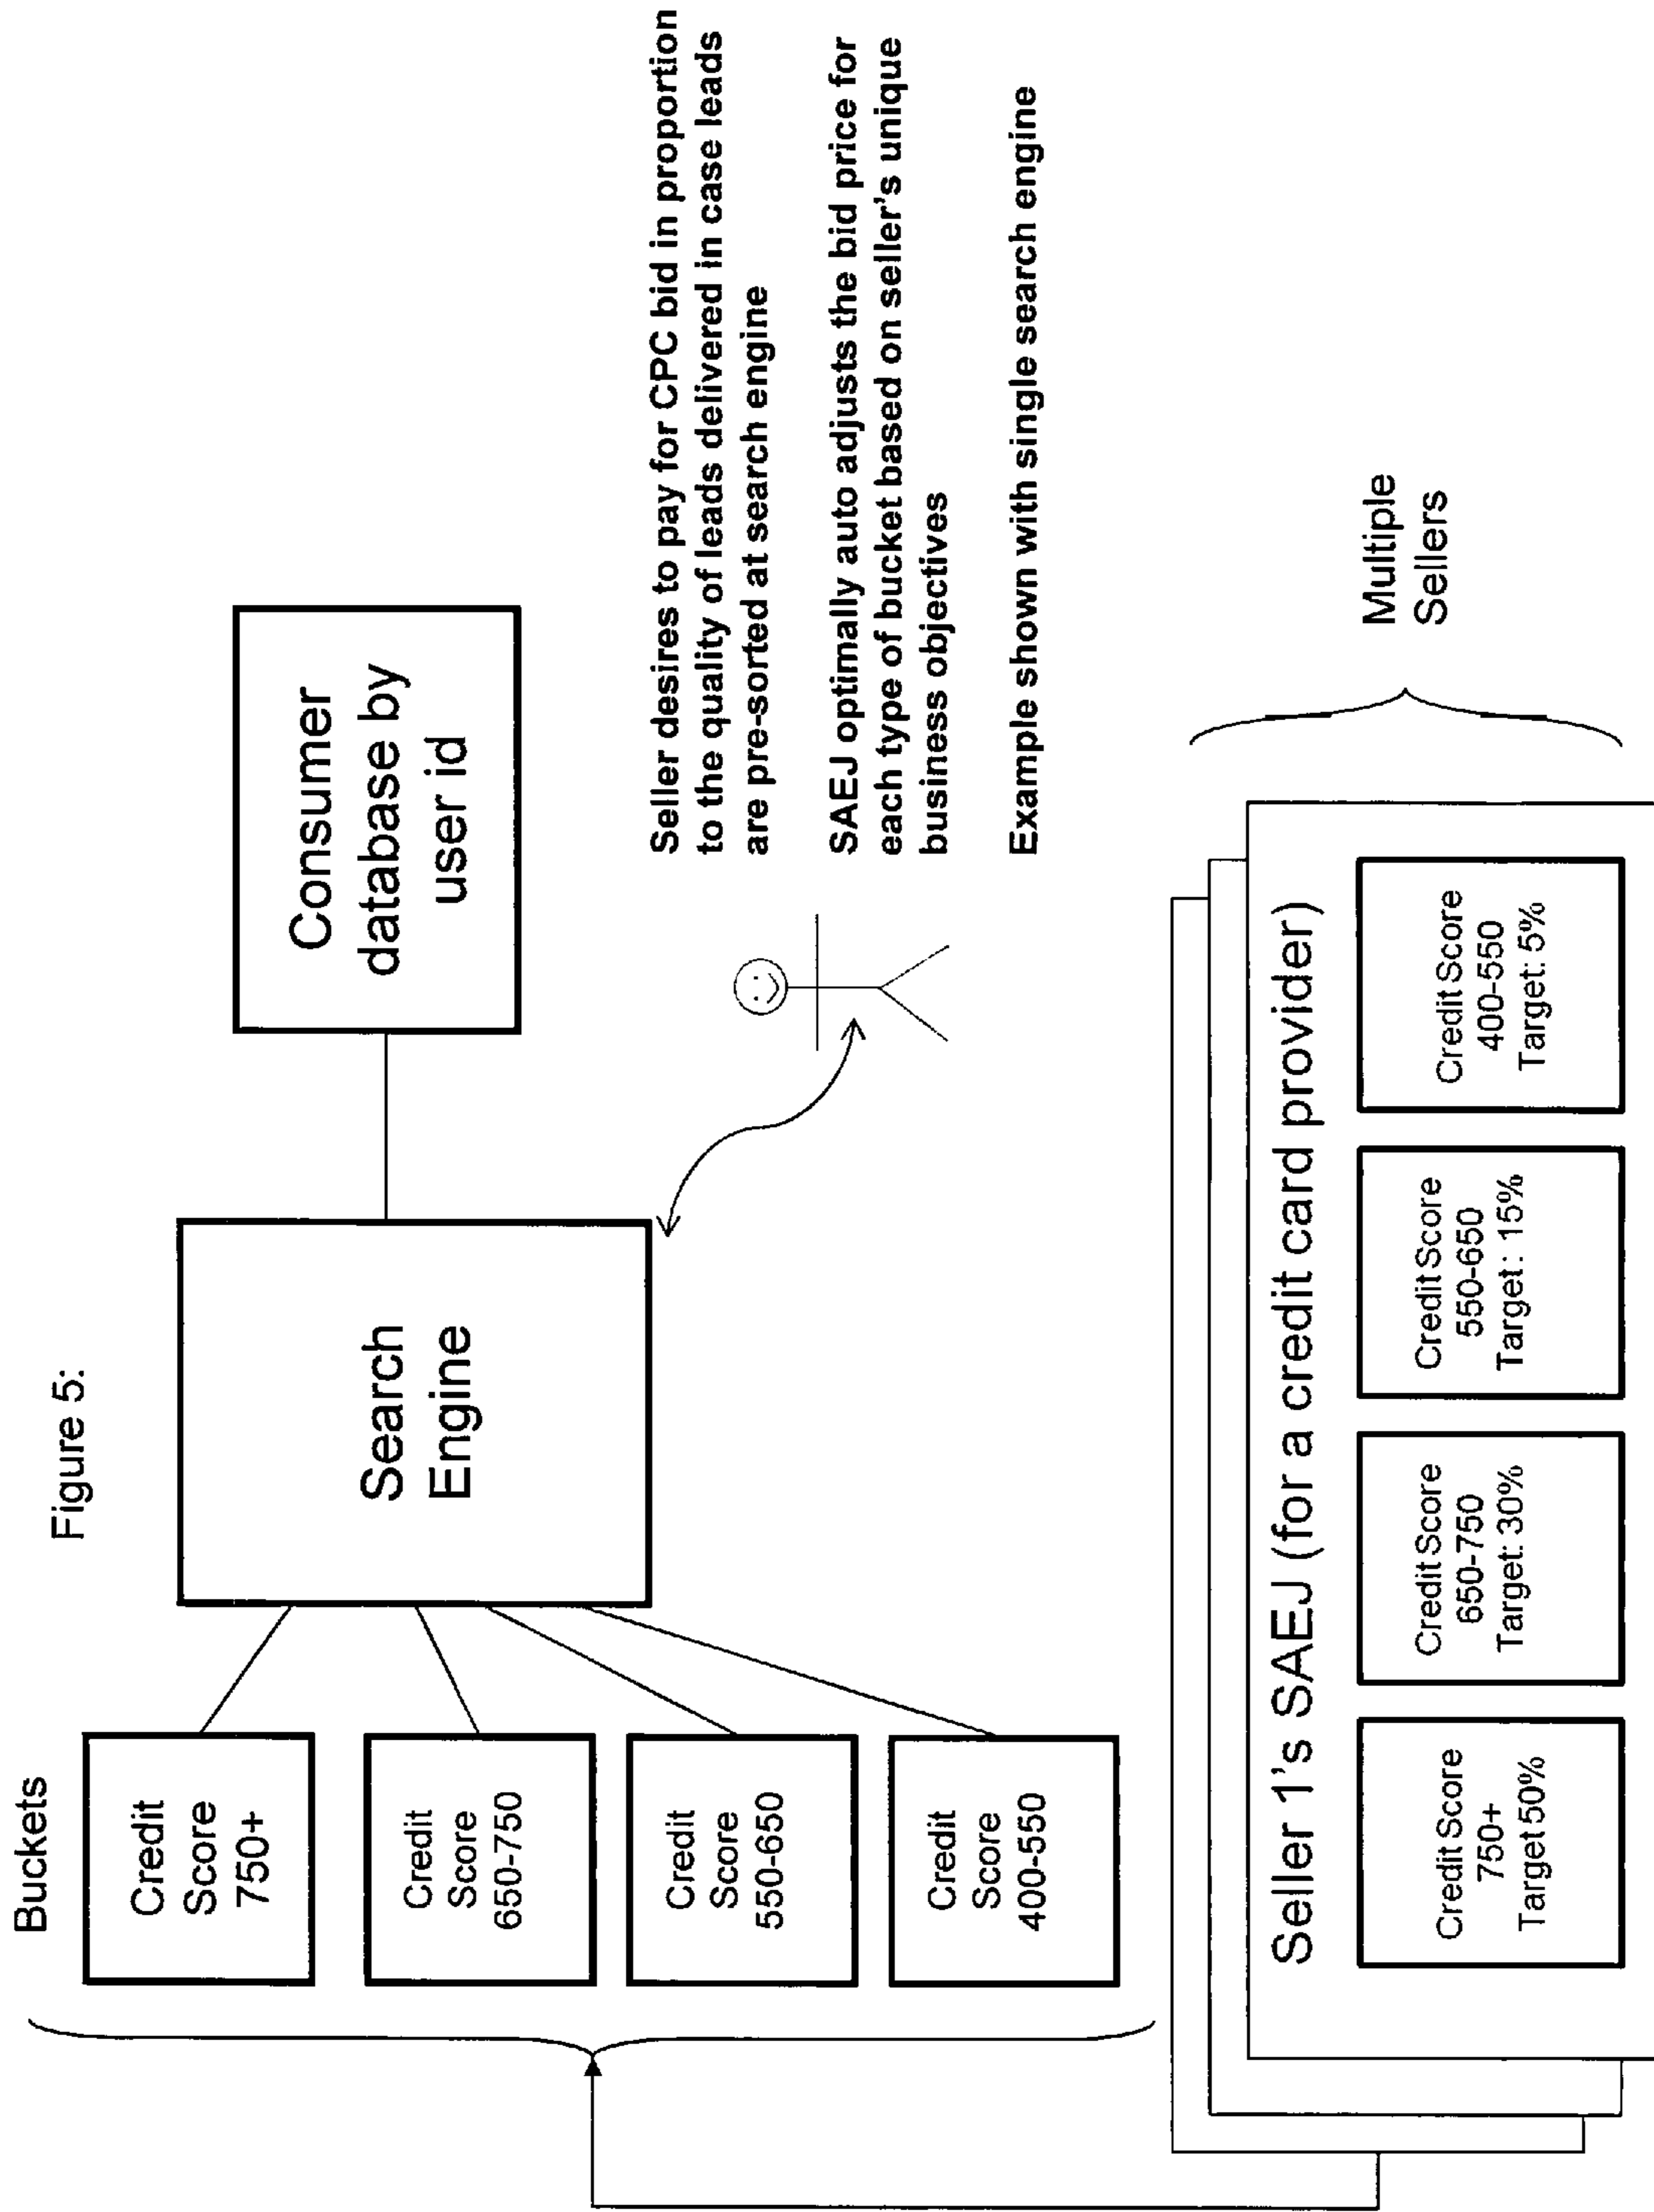 Figure 5:
Buckets
Credit
Score
750+
Credit
Score
650-750
Credit
Score
550-650
Credit
Score
400-550
Search
Engine
Consumer
database by
user id
Seller desires to pay for CPC bid in proportion
to the quality of leads delivered in case leads
are pre-sorted at search engine
SAEJ optimally auto adjusts the bid price for
each type of bucket based on seller's unique
business objectives
Example shown with single search engine
Seller 1's SAEJ (for a credit card provider)
Credit Score
750+
Target 50%
Credit Score
650-750
Target: 30%
Credit Score
550-650
Target: 15%
Credit Score
400-550
Target: 5%
Multiple
Sellers